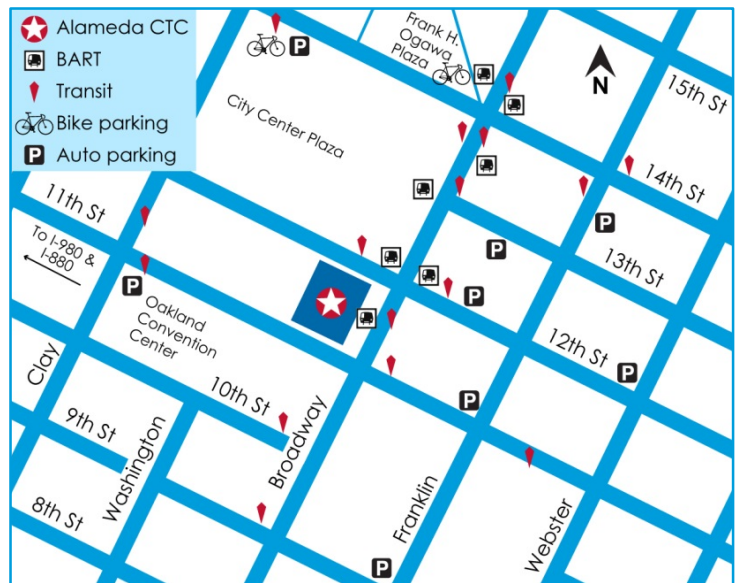 Alameda CTC
BART
Transit
Bike parking
P Auto parking
P
Frank H.
Ogawa
Plaza
N
15th St
City Center Plaza
14th St
11th St
P
P
13th St
To I-980 &
I-880
P
P
Oakland
Convention
Center
12th St
P
Clay
10th St
P
9th St
Washington
Broadway
Franklin
Webster
8th St
P